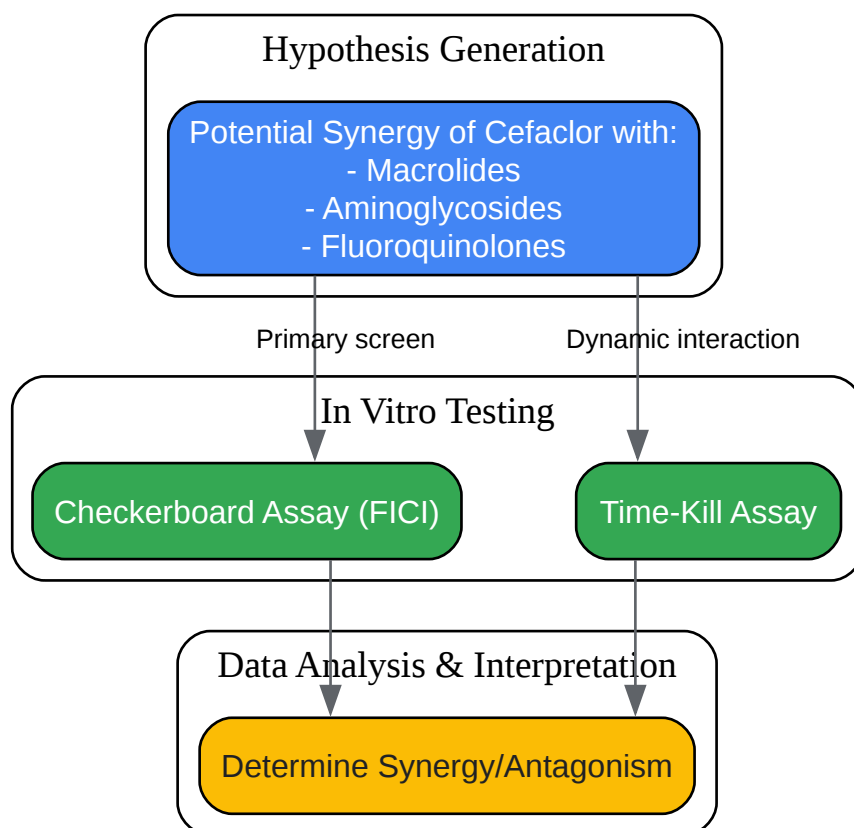 Hypothesis Generation
Potential Synergy of Cefaclor with:
- Macrolides
- Aminoglycosides
- Fluoroquinolones
Primary screen
Dynamic interaction
In Vitro Testing
Checkerboard Assay (FICI)
Time-Kill Assay
Data Analysis & Interpretation
Determine Synergy/Antagonism